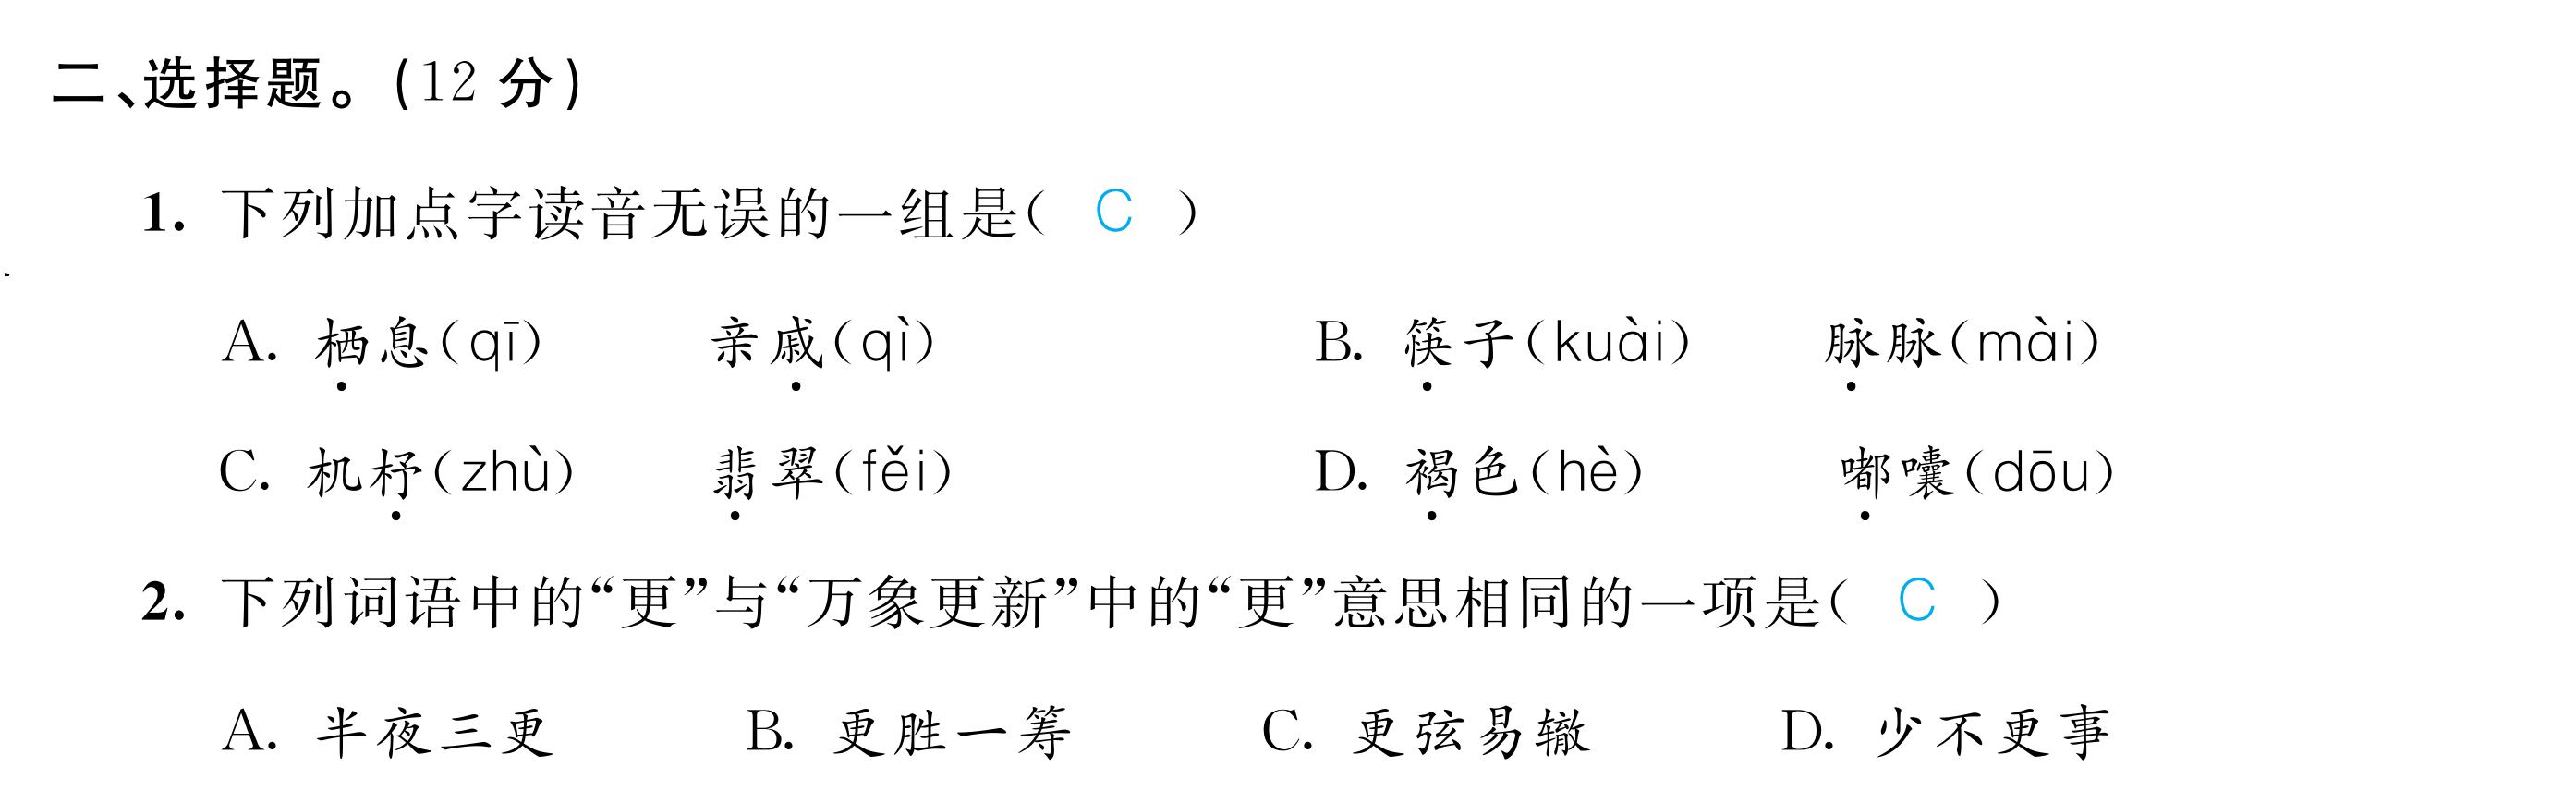 二、选择题。(12 分)
1. 下列加点字读音无误的一组是( C )
A. 栖息(qī) 亲戚(qì) B. 筷子(kuài) 脉脉(mài)
C. 机杼(zhù) 翡翠(fěi) D. 褐色(hè) 嘟囔(dōu)
2. 下列词语中的“更”与“万象更新”中的“更”意思相同的一项是( C )
A. 半夜三更 B. 更胜一筹 C. 更弦易辙 D. 少不更事